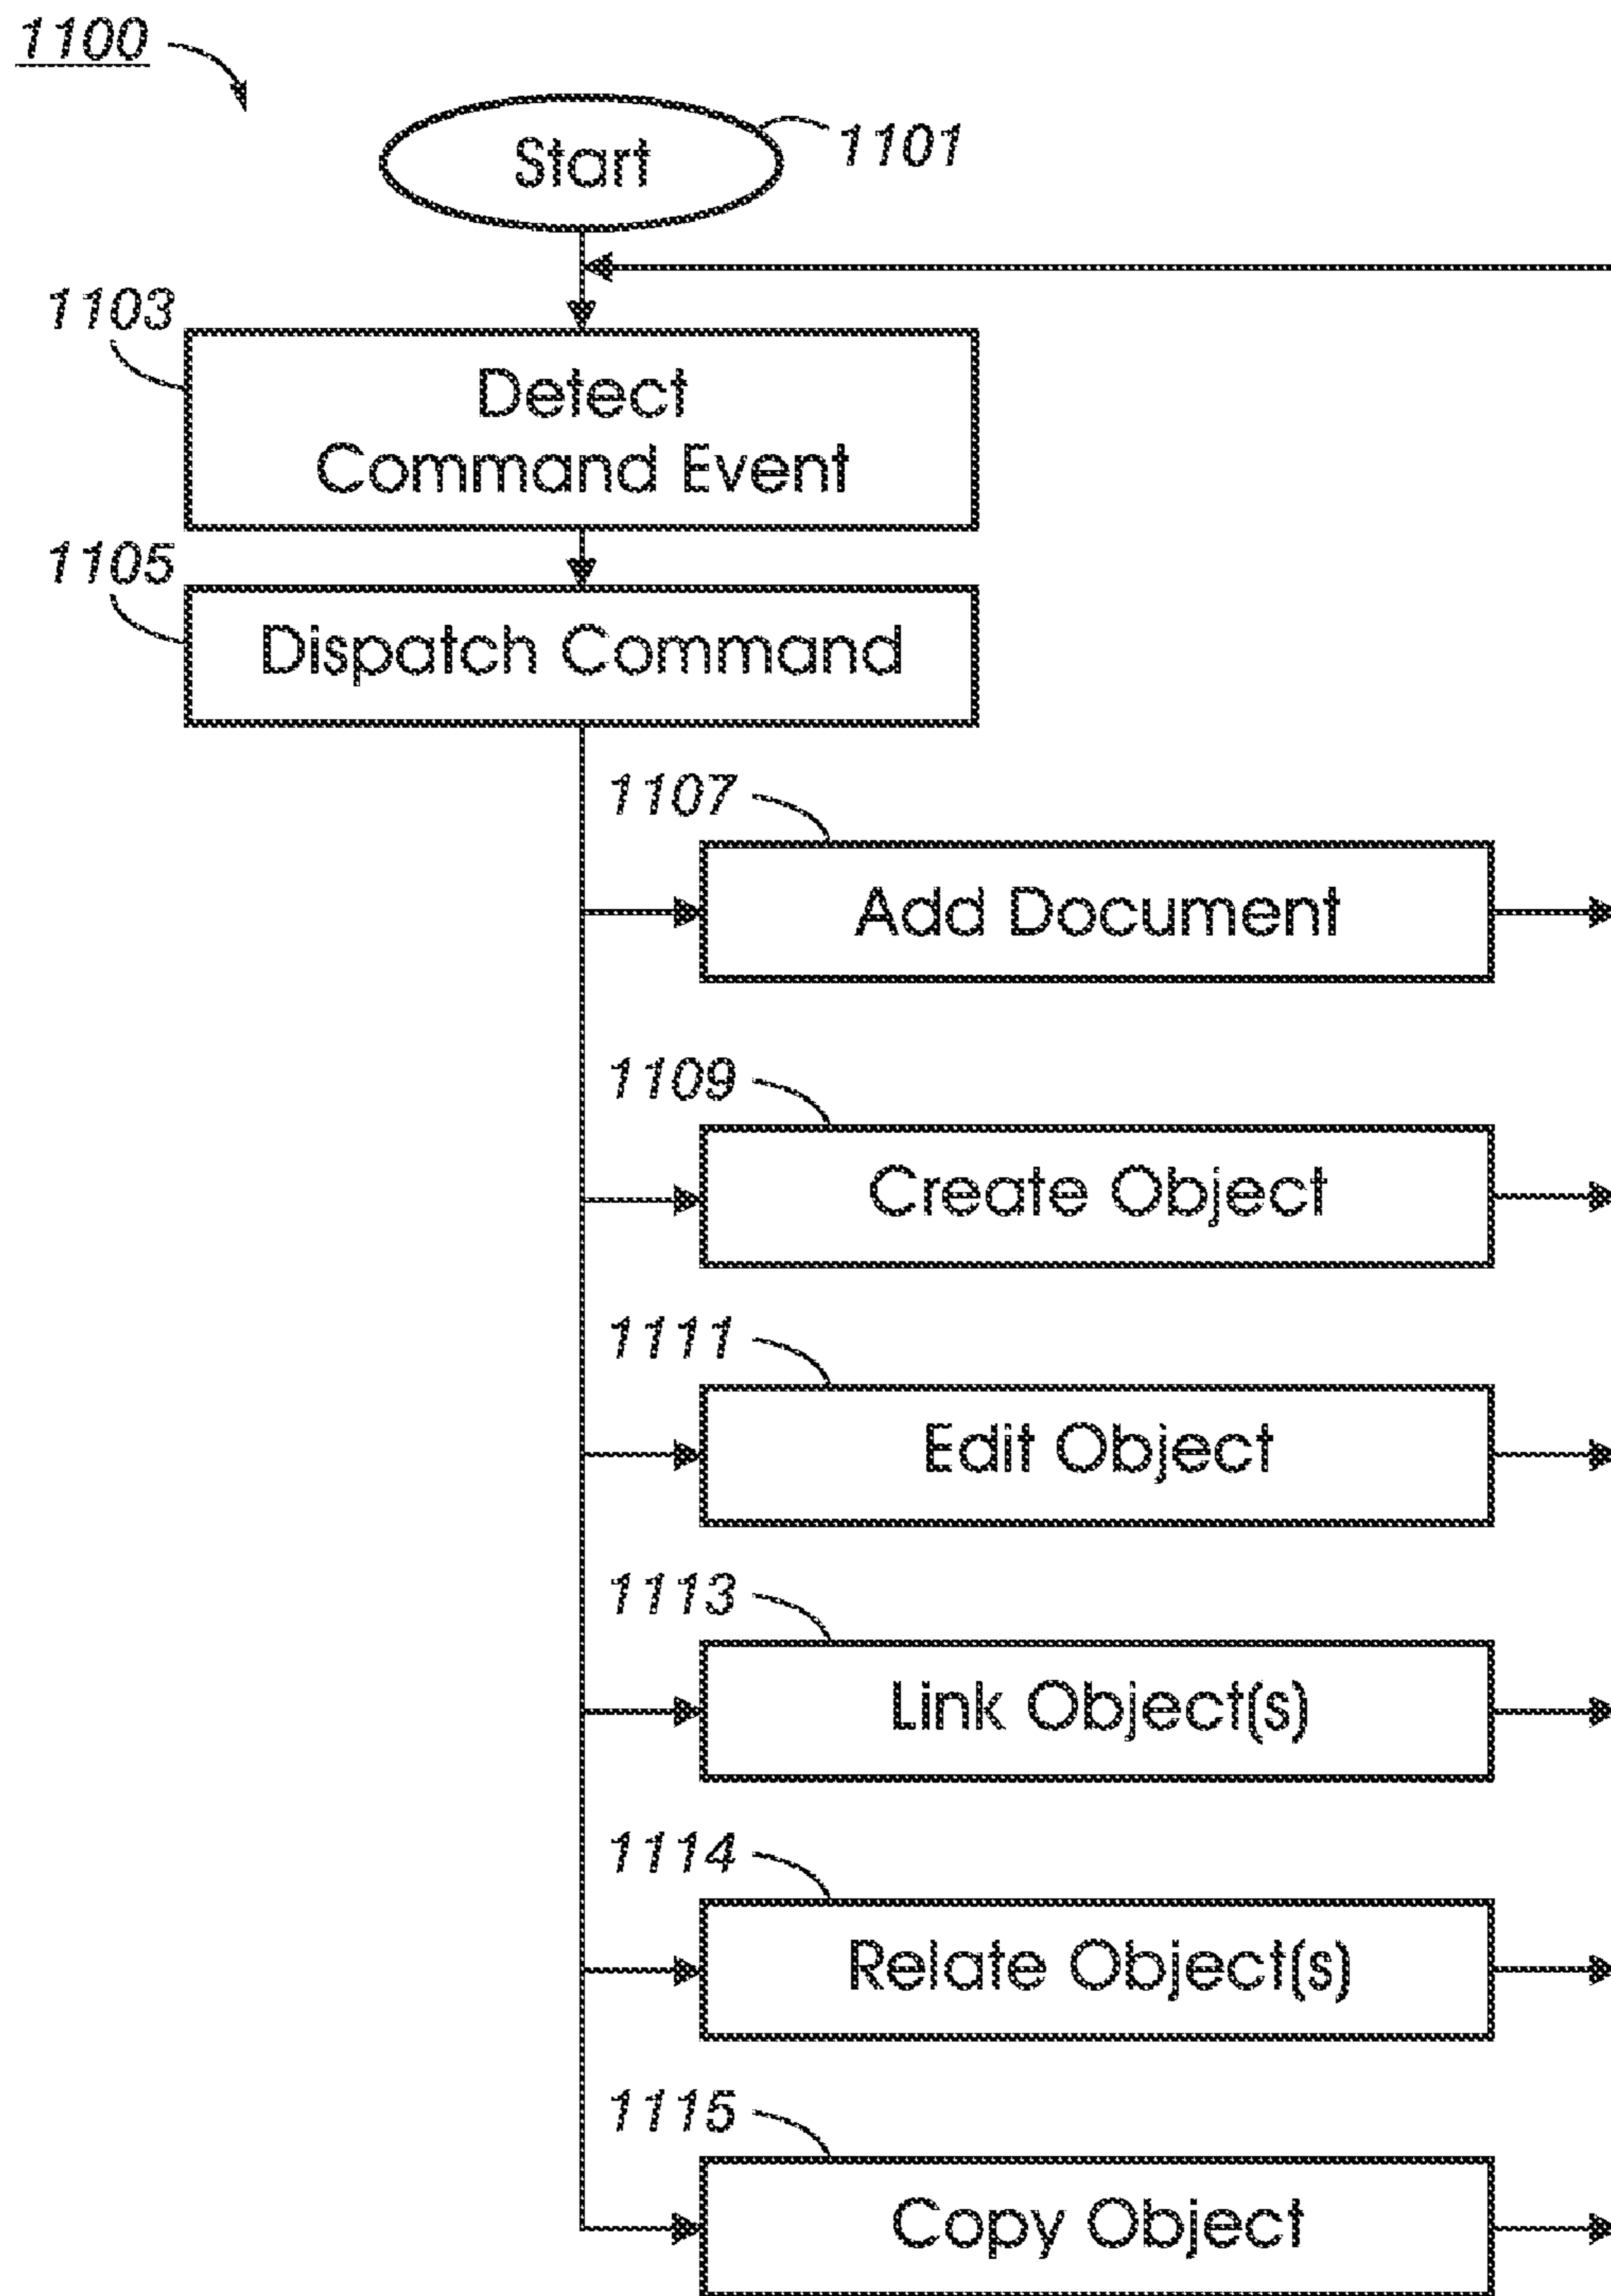 1100
Start
1101
1103
Detect
Command Event
1105
Dispatch Command
1107
Add Document
1109
Create Object
1111
Edit Object
1113
Link Object(s)
1114
Relate Object(s)
1115
Copy Object